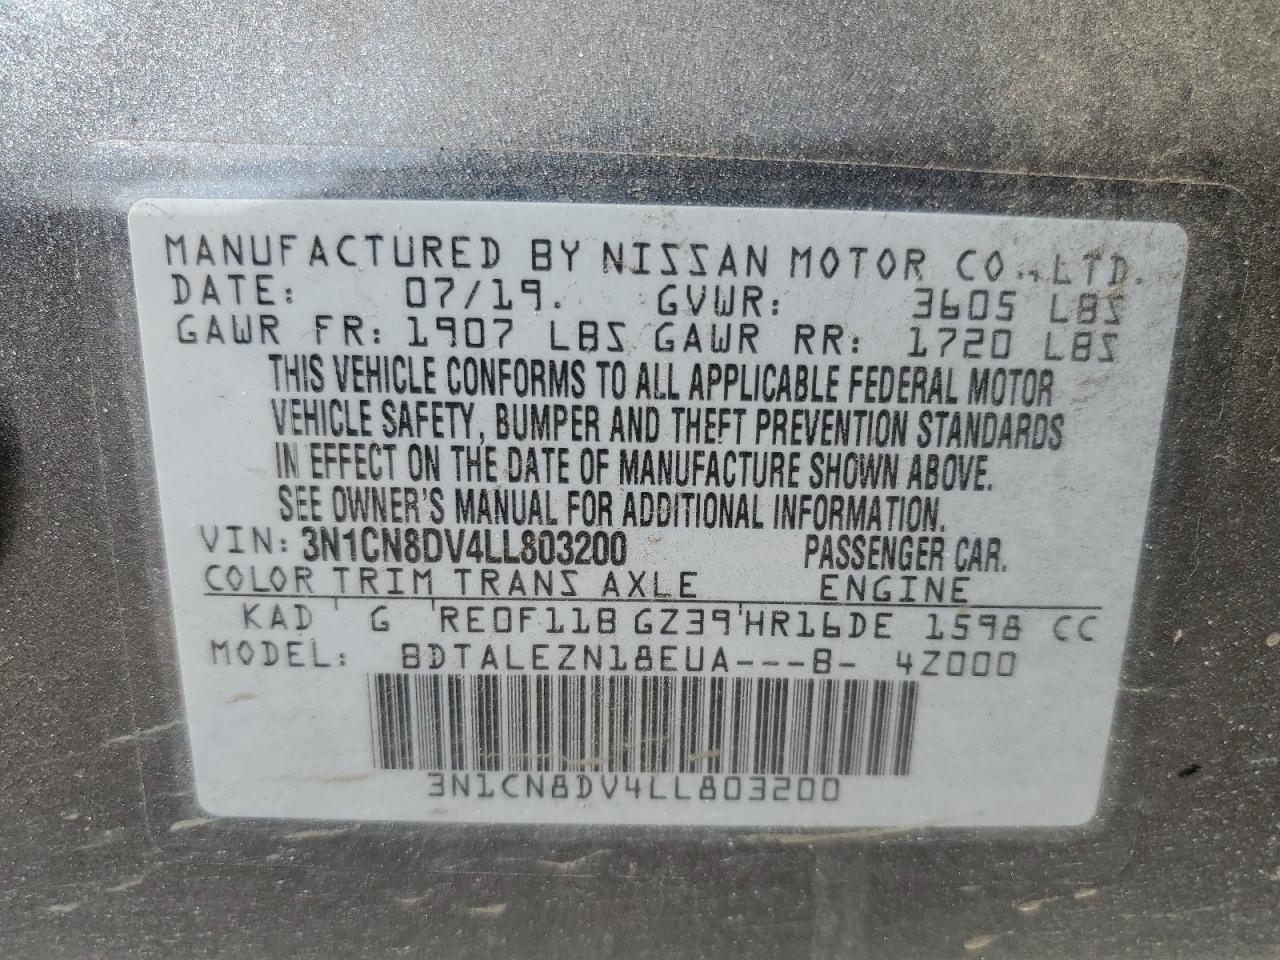 MANUFACTURED BY NISSAN MOTOR CO., LTD.
DATE: 07/19. GVWR: 3605 LBS
GAWR FR: 1907 LBS GAWR RR: 1720 LBS
THIS VEHICLE CONFORMS TO ALL APPLICABLE FEDERAL MOTOR
VEHICLE SAFETY, BUMPER AND THEFT PREVENTION STANDARDS
IN EFFECT ON THE DATE OF MANUFACTURE SHOWN ABOVE.
SEE OWNER'S MANUAL FOR ADDITIONAL INFORMATION.
VIN: 3N1CN8DV4LL803200 PASSENGER CAR.
COLOR TRIM TRANS AXLE ENGINE
KAD ' G 'RE0F11B GZ39'HR16DE 1598 CC
MODEL: BDTALEZN18EUA---B- 4Z000
3N1CN8DV4LL803200